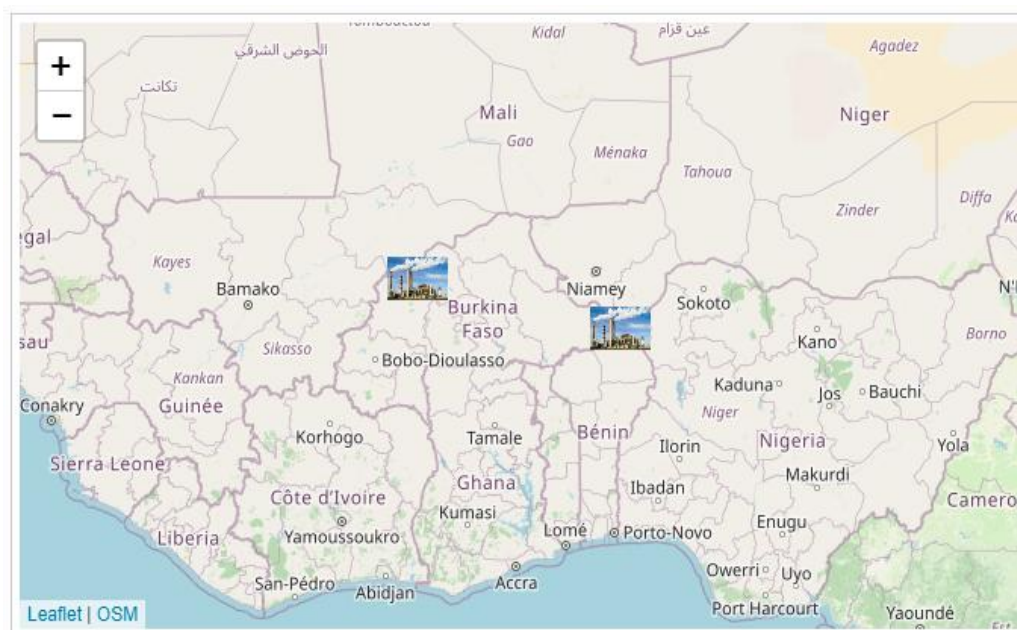 Tombouctou
Kidal
عين قزام
Agadez
الحوض الشرقي
تكانت
+
−
Mali
Gao
Ménaka
Niger
Tahoua
Zinder
Diffa
egal
Kayes
Bamako
Niamey
Sokoto
Burkina
Faso
Sikasso
Bobo-Dioulasso
Kano
Borno
Kankan
Guinée
Conakry
Kaduna
Jos
Bauchi
Niger
Korhogo
Tamale
Bénin
Ilorin
Nigeria
Yola
Sierra Leone
Ghana
Côte d'Ivoire
Kumasi
Ibadan
Makurdi
Liberia
Yamoussoukro
Lomé
Porto-Novo
Enugu
Camero
San-Pédro
Abidjan
Accra
Owerri
Uyo
Port Harcourt
Yaoundé
Leaflet | OSM